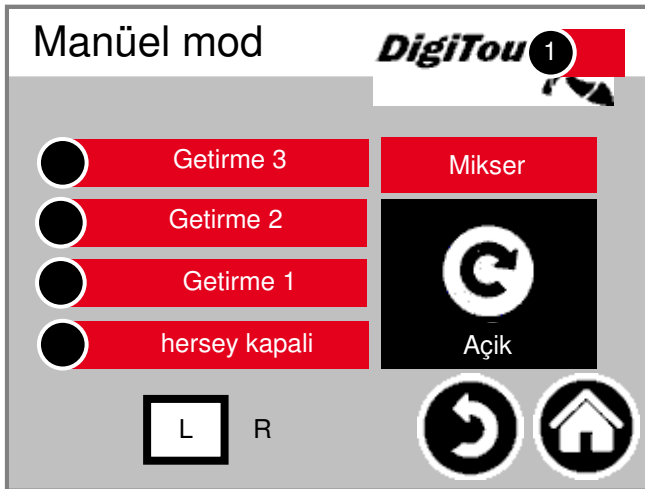 Manüel mod
DigiTou
1
Getirme 3
Mikser
Getirme 2
Getirme 1
hersey kapali
Açik
L
R